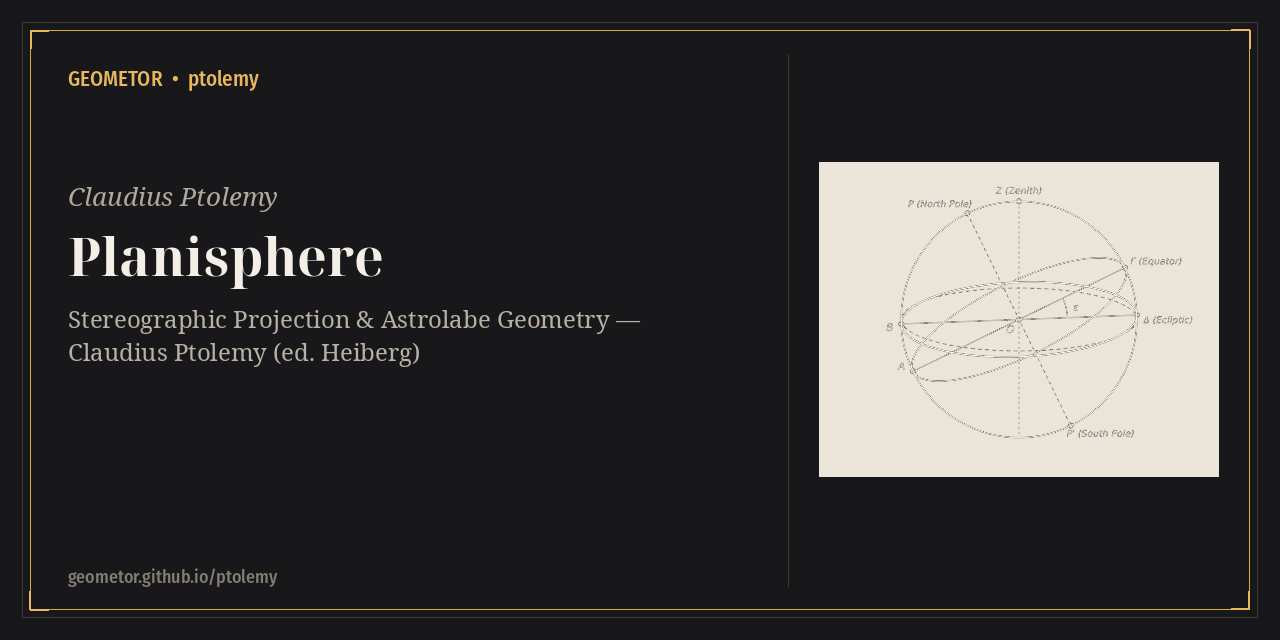 GEOMETOR • ptolemy
Claudius Ptolemy
Planisphere
Stereographic Projection & Astrolabe Geometry —
Claudius Ptolemy (ed. Heiberg)
geometor.github.io/ptolemy
Z (Zenith)
P (North Pole)
Γ (Equator)
ε
Δ (Ecliptic)
B
O
A
P' (South Pole)